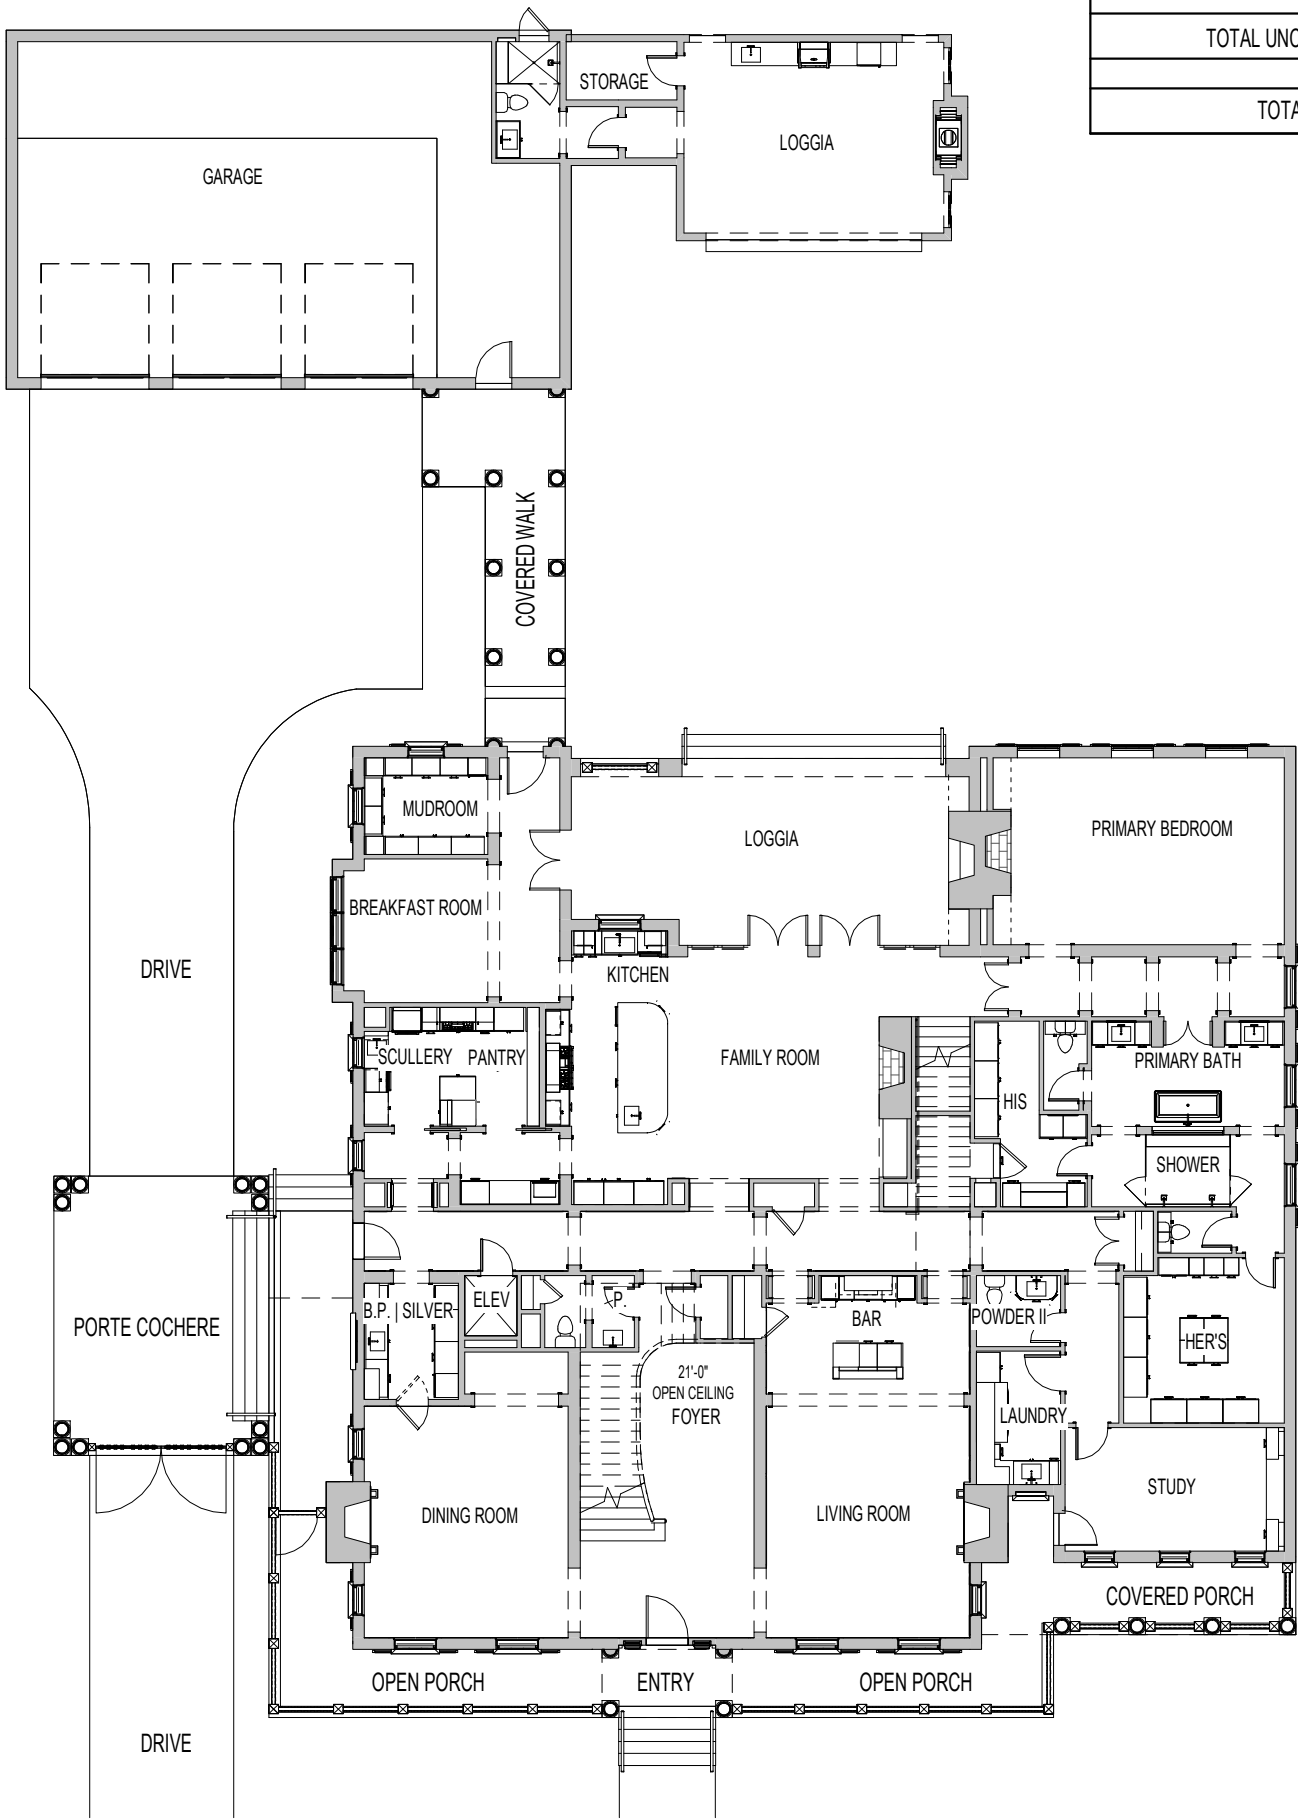 TOTAL UNC
TOTA
STORAGE
LOGGIA
GARAGE
COVERED WALK
MUDROOM
LOGGIA
PRIMARY BEDROOM
BREAKFAST ROOM
DRIVE
KITCHEN
SCULLERY PANTRY
FAMILY ROOM
PRIMARY BATH
HIS
SHOWER
PORTE COCHERE
B.P. | SILVER
ELEV
P.
BAR
POWDER II
HER'S
21'-0"
OPEN CEILING
FOYER
LAUNDRY
DINING ROOM
LIVING ROOM
STUDY
COVERED PORCH
OPEN PORCH
ENTRY
OPEN PORCH
DRIVE